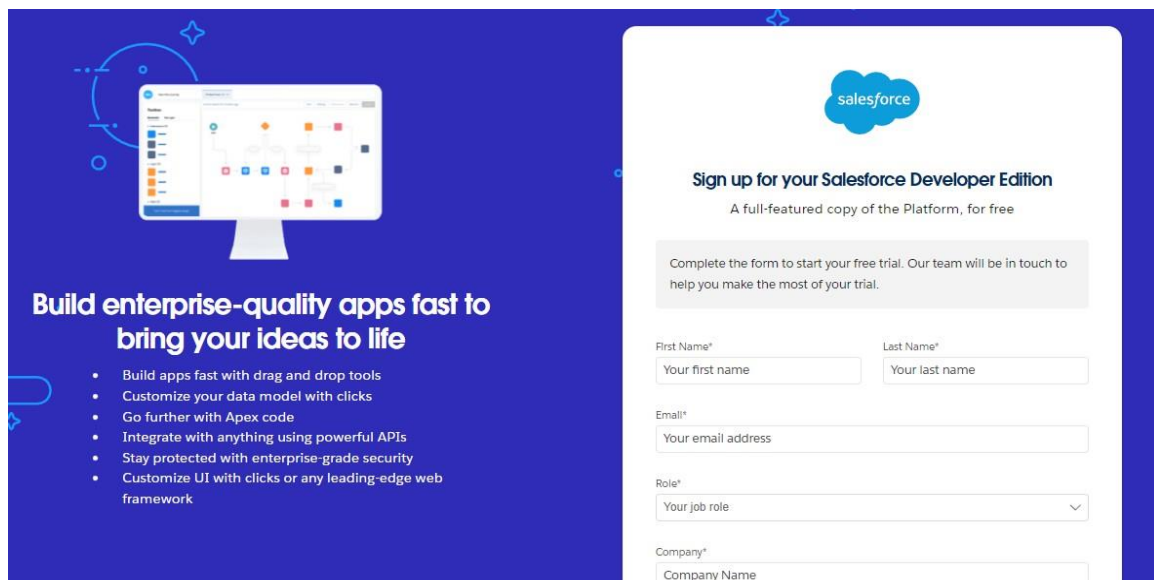 Build enterprise-quality apps fast to
bring your ideas to life
Build apps fast with drag and drop tools
Customize your data model with clicks
Go further with Apex code
Integrate with anything using powerful APIs
Stay protected with enterprise-grade security
Customize UI with clicks or any leading-edge web
framework
salesforce
Sign up for your Salesforce Developer Edition
A full-featured copy of the Platform, for free
Complete the form to start your free trial. Our team will be in touch to
help you make the most of your trial.
First Name* Last Name*
Your first name Your last name
Email*
Your email address
Role*
Your job role
Company*
Company Name